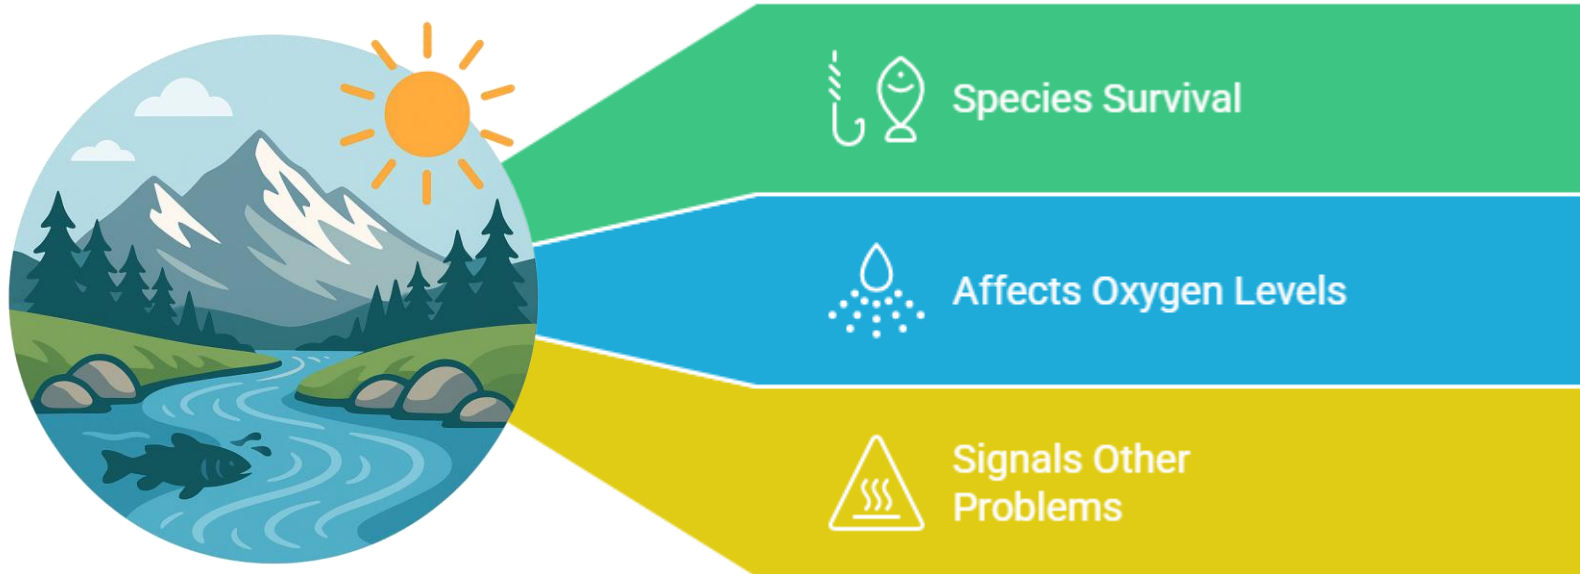 Species Survival
Affects Oxygen Levels
Signals Other
Problems